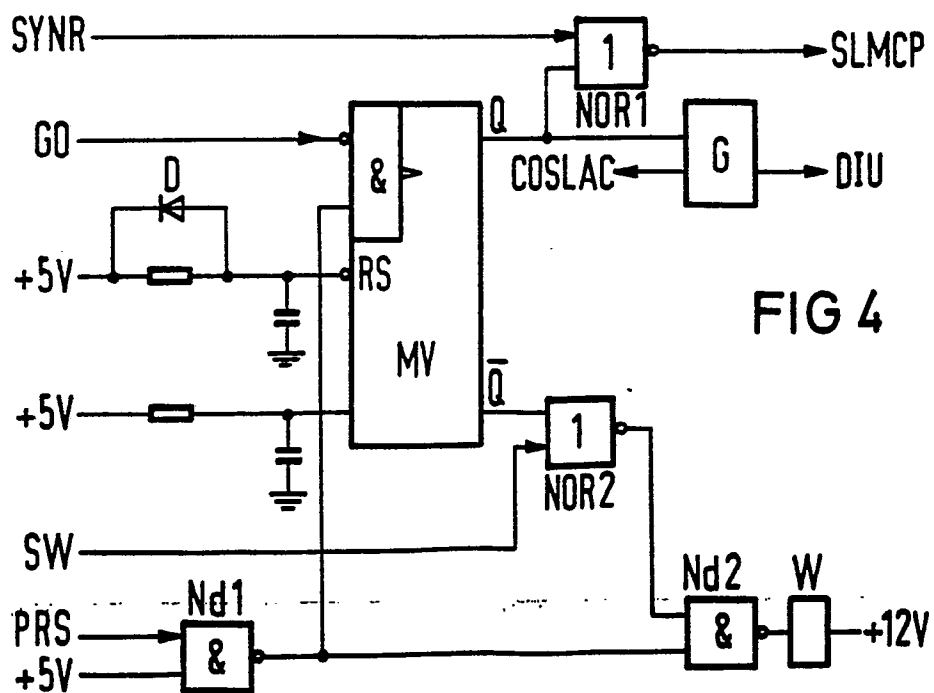 SYNR
1
SLMCP
NOR1
GO
&
Q
G
COSLAC
DIU
D
+5V
RS
FIG 4
MV
Q̅
+5V
1
NOR2
SW
Nd1
Nd2
W
PRS
&
&
+12V
+5V